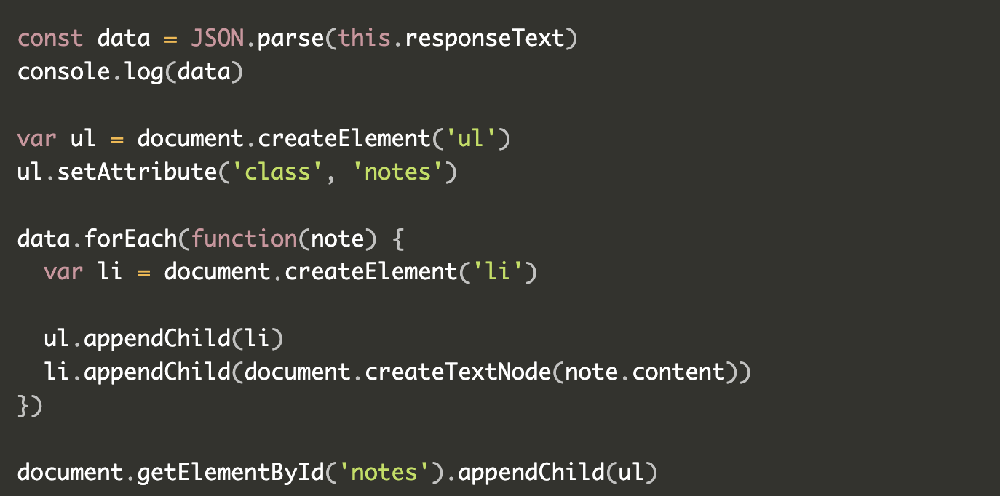 const data = JSON.parse(this.responseText)
console.log(data)

var ul = document.createElement('ul')
ul.setAttribute('class', 'notes')

data.forEach(function(note) {
  var li = document.createElement('li')

  ul.appendChild(li)
  li.appendChild(document.createTextNode(note.content))
})

document.getElementById('notes').appendChild(ul)